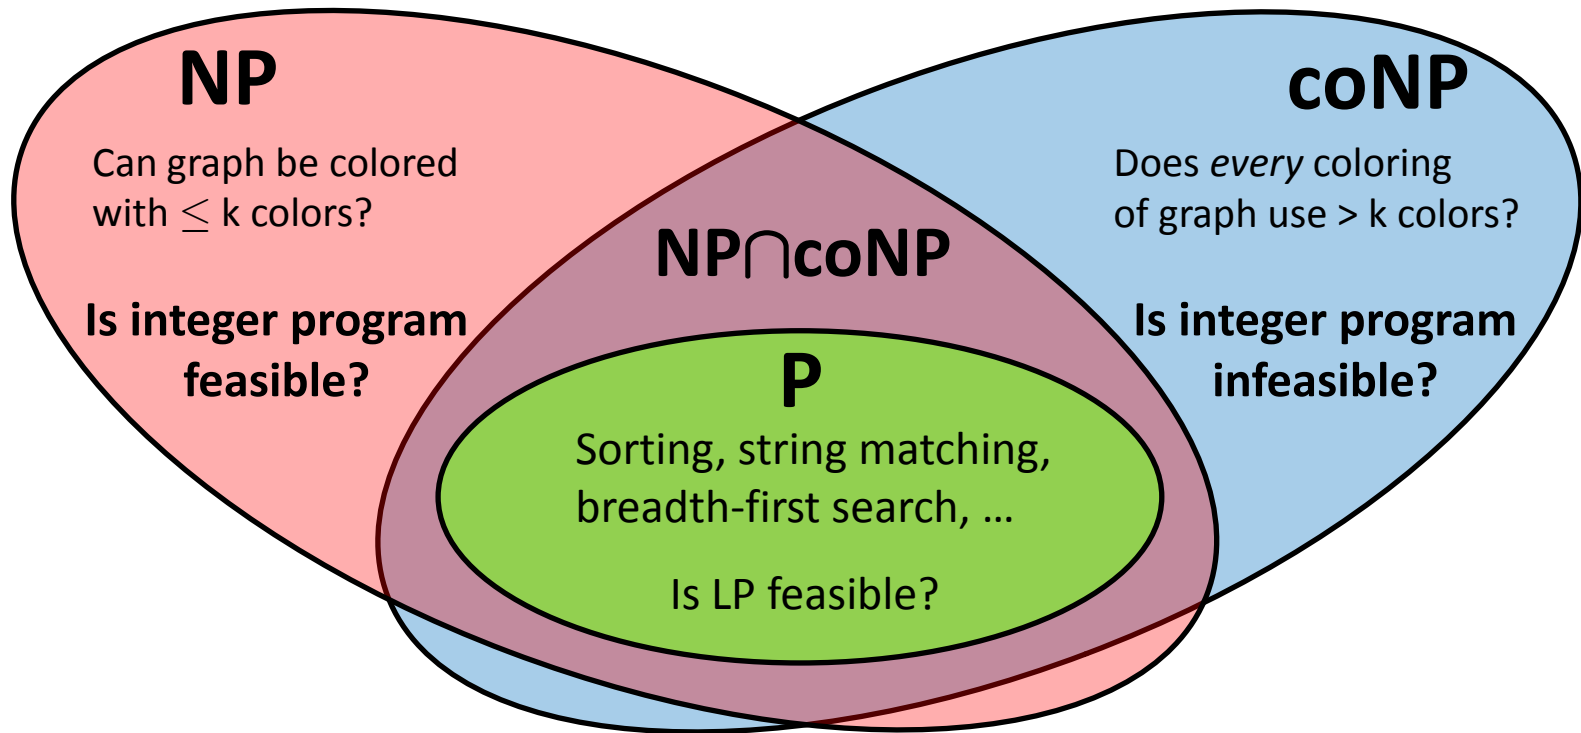 NP
Can graph be colored
with ≤ k colors?
Is integer program
feasible?
coNP
Does every coloring
of graph use > k colors?
Is integer program
infeasible?
NP∩coNP
P
Sorting, string matching,
breadth-first search, ...
Is LP feasible?